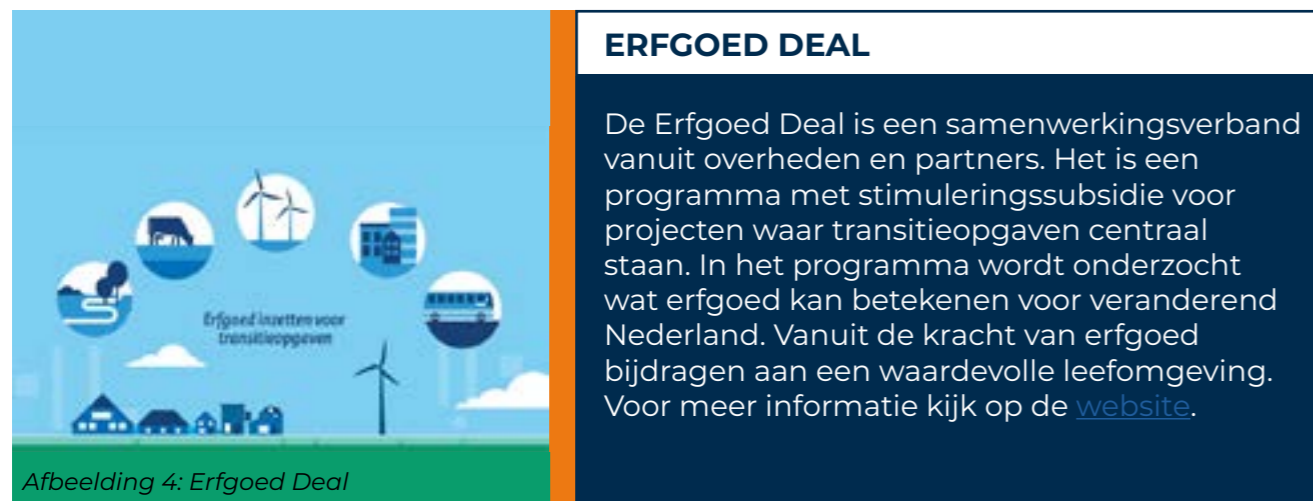 Erfgoed inzetten voor
transitieopgaven
Afbeelding 4: Erfgoed Deal
ERFGOED DEAL
De Erfgoed Deal is een samenwerkingsverband
vanuit overheden en partners. Het is een
programma met stimuleringssubsidie voor
projecten waar transitieopgaven centraal
staan. In het programma wordt onderzocht
wat erfgoed kan betekenen voor veranderend
Nederland. Vanuit de kracht van erfgoed
bijdragen aan een waardevolle leefomgeving.
Voor meer informatie kijk op de website.